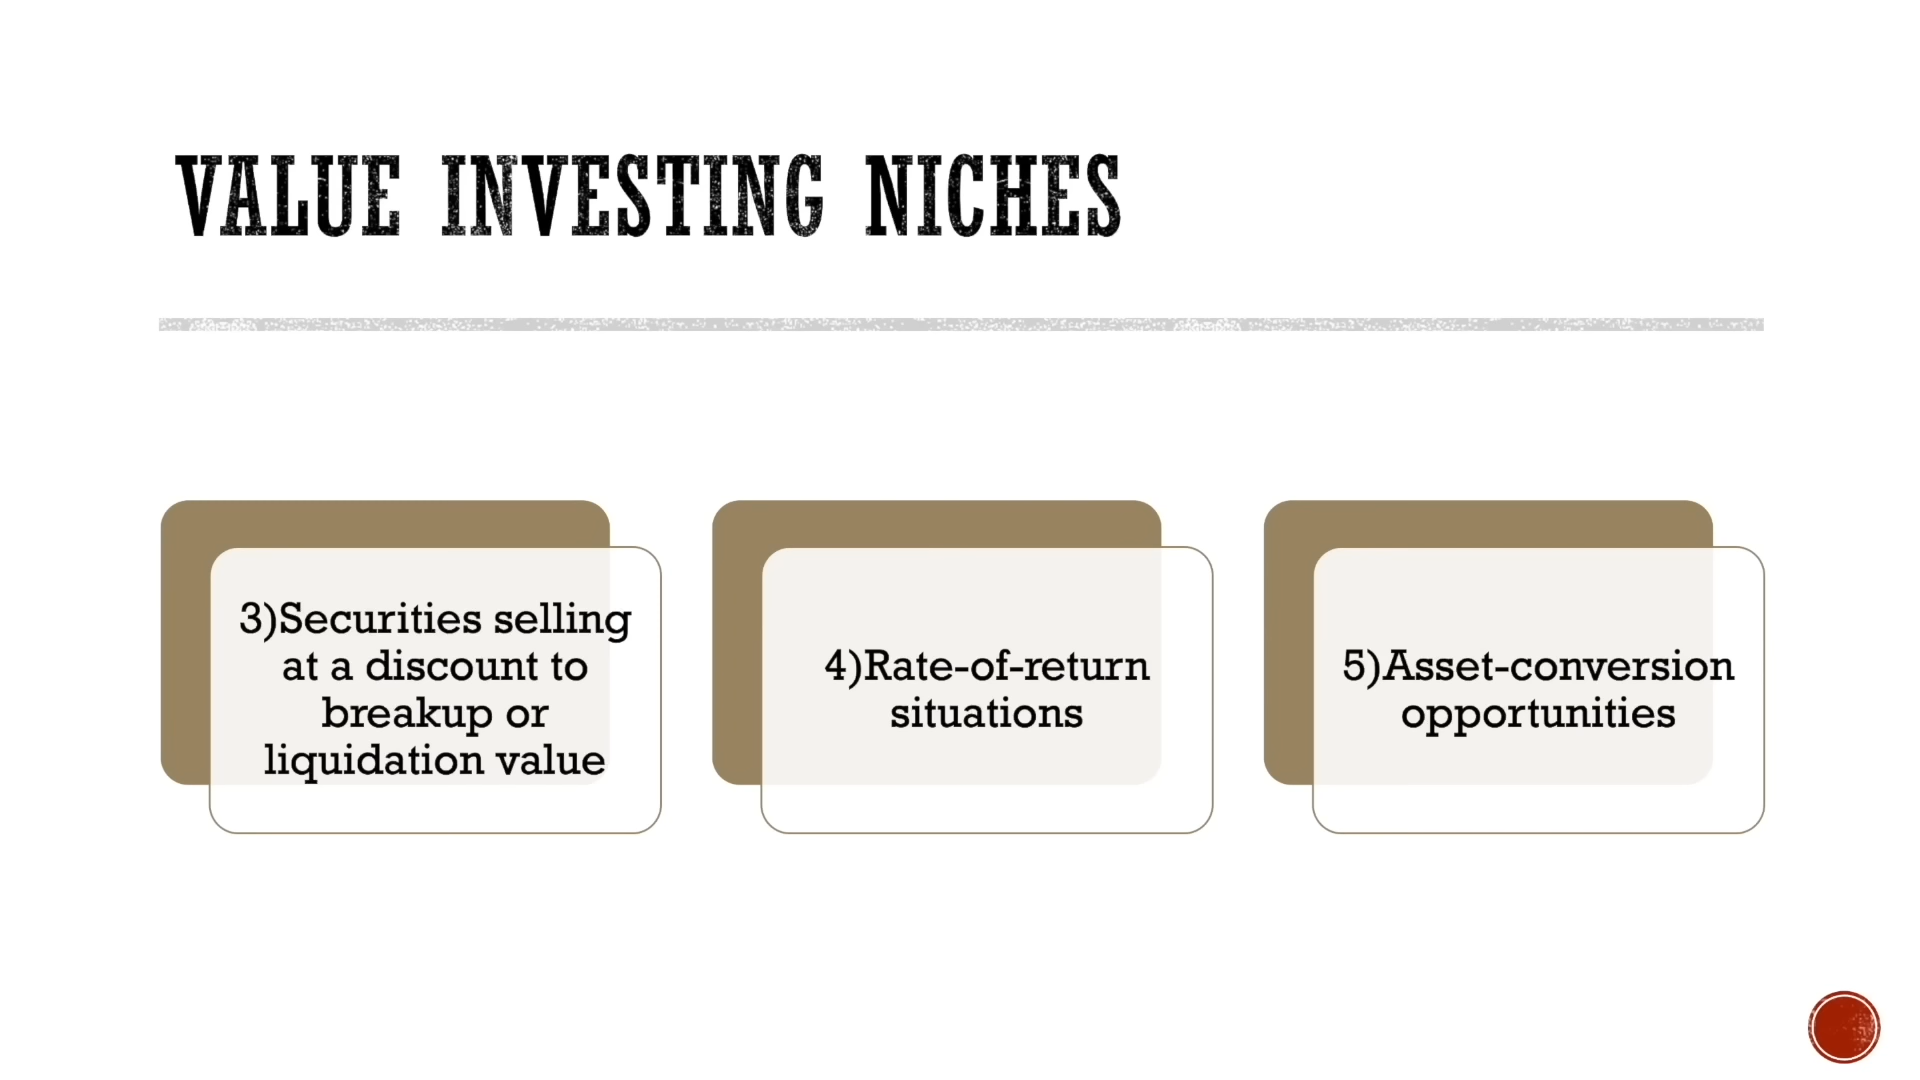 VALUE INVESTING NICHES
3)Securities selling
at a discount to
breakup or
liquidation value
4)Rate-of-return
situations
5)Asset-conversion
opportunities